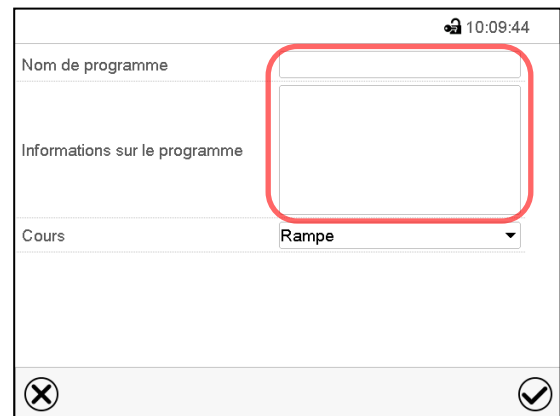 10:09:44
Nom de programme
Informations sur le programme
Cours
Rampe